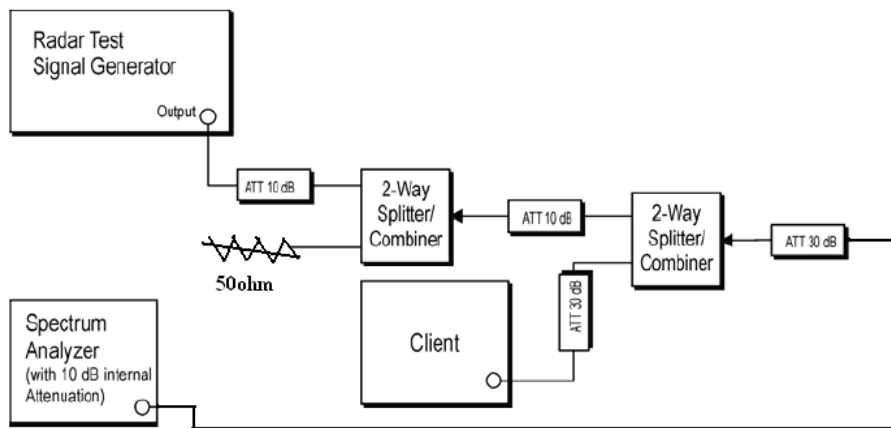 Radar Test
Signal Generator
Output
ATT 10 dB
2-Way
Splitter/
Combiner
ATT 10 dB
2-Way
Splitter/
Combiner
ATT 30 dB
50ohm
ATT 30 dB
Client
Spectrum
Analyzer
(with 10 dB internal
Attenuation)